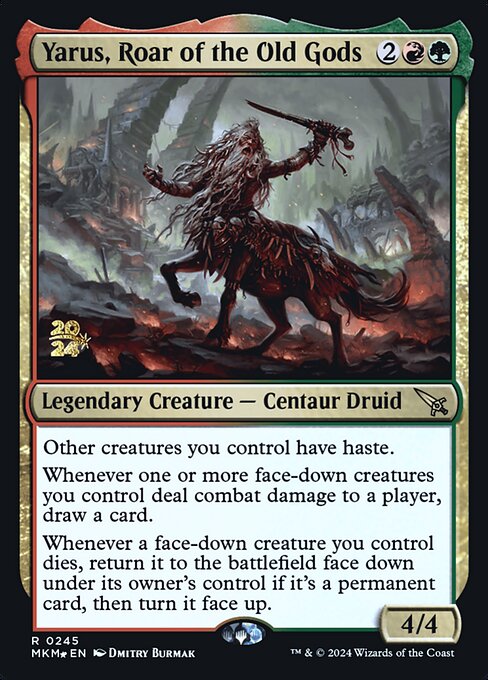 Yarus, Roar of the Old Gods 2
2024
Legendary Creature — Centaur Druid
Other creatures you control have haste.
Whenever one or more face-down creatures
you control deal combat damage to a player,
draw a card.
Whenever a face-down creature you control
dies, return it to the battlefield face down
under its owner's control if it's a permanent
card, then turn it face up.
4/4
R 0245
MKM★EN Dmitry Burmak ™ & © 2024 Wizards of the Coast